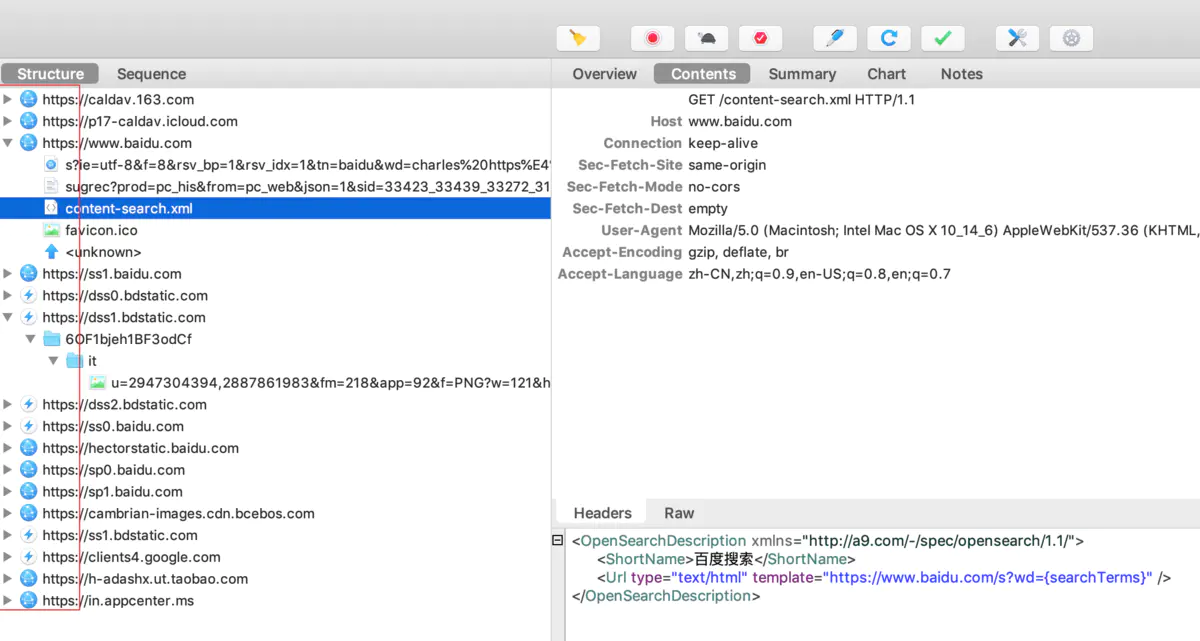 Structure
Sequence
https://caldav.163.com
https://p17-caldav.icloud.com
https://www.baidu.com
s?ie=utf-8&f=8&rsv_bp=1&rsv_idx=1&tn=baidu&wd=charles%20https%E4
sugrec?prod=pc_his&from=pc_web&json=1&sid=33423_33439_33272_31
content-search.xml
favicon.ico
<unknown>
https://ss1.baidu.com
https://dss0.bdstatic.com
https://dss1.bdstatic.com
6OF1bjeh1BF3odCf
it
u=2947304394,2887861983&fm=218&app=92&f=PNG?w=121&h
https://dss2.bdstatic.com
https://ss0.baidu.com
https://hectorstatic.baidu.com
https://sp0.baidu.com
https://sp1.baidu.com
https://cambrian-images.cdn.bcebos.com
https://ss1.bdstatic.com
https://clients4.google.com
https://h-adashx.ut.taobao.com
https://in.appcenter.ms
Overview
Contents
Summary
Chart
Notes
GET /content-search.xml HTTP/1.1
Host www.baidu.com
Connection keep-alive
Sec-Fetch-Site same-origin
Sec-Fetch-Mode no-cors
Sec-Fetch-Dest empty
User-Agent Mozilla/5.0 (Macintosh; Intel Mac OS X 10_14_6) AppleWebKit/537.36 (KHTML,
Accept-Encoding gzip, deflate, br
Accept-Language zh-CN,zh;q=0.9,en-US;q=0.8,en;q=0.7
Headers
Raw
<OpenSearchDescription xmlns="http://a9.com/-/spec/opensearch/1.1/">
<ShortName>百度搜索</ShortName>
<Url type="text/html" template="https://www.baidu.com/s?wd={searchTerms}" />
</OpenSearchDescription>